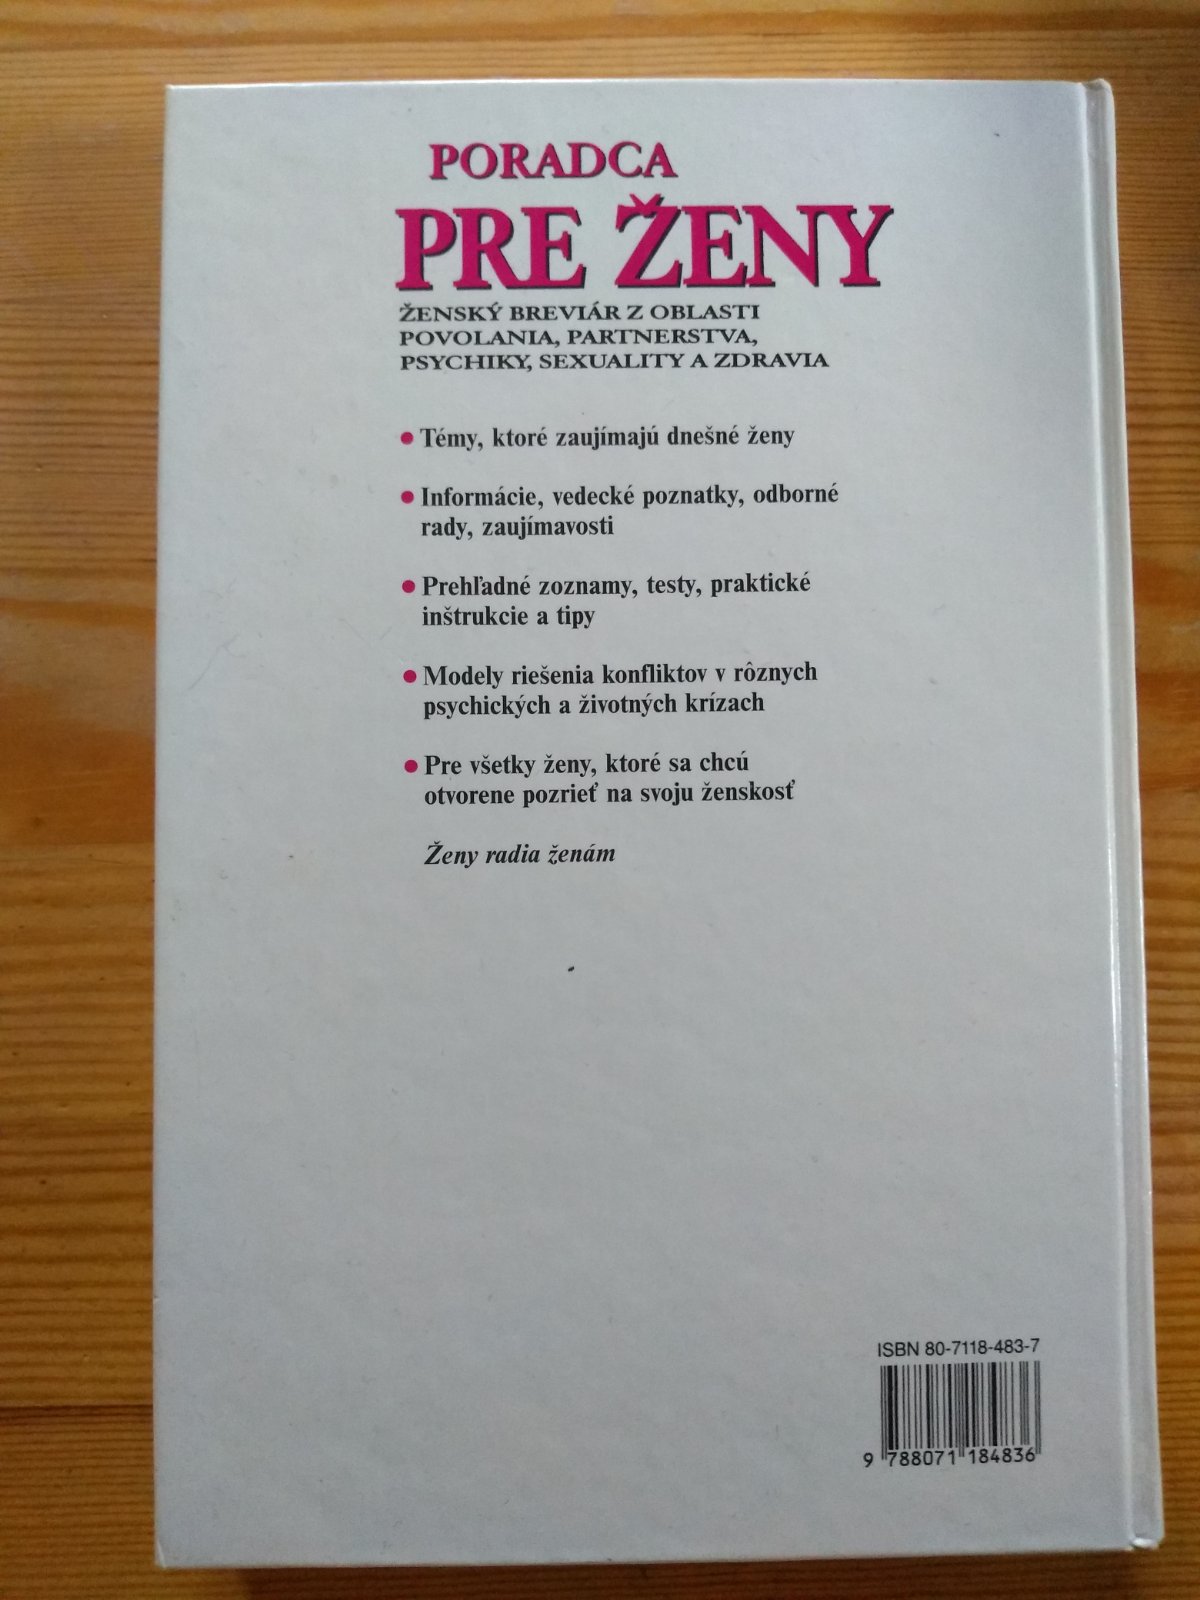 PORADCA
PRE ŽENY
ŽENSKÝ BREVIÁR Z OBLASTI
POVOLANIA, PARTNERSTVA,
PSYCHIKY, SEXUALITY A ZDRAVIA
• Témy, ktoré zaujímajú dnešné ženy
• Informácie, vedecké poznatky, odborné
rady, zaujímavosti
• Prehľadné zoznamy, testy, praktické
inštrukcie a tipy
• Modely riešenia konfliktov v rôznych
psychických a životných krízach
• Pre všetky ženy, ktoré sa chcú
otvorene pozrieť na svoju ženskosť
Ženy radia ženám
ISBN 80-7118-483-7
9 788071 184836